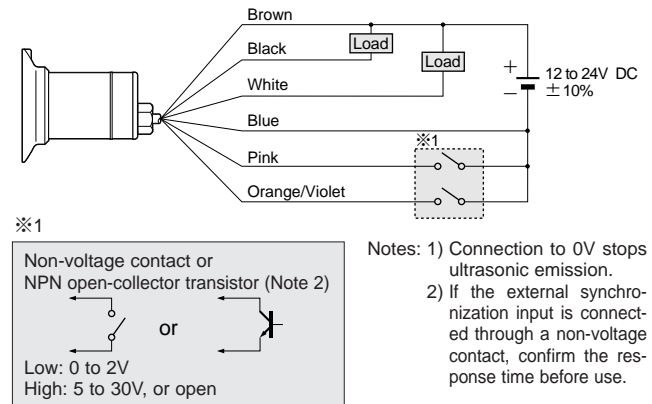 Brown
Black
Load
Load
White
Blue
Pink
Orange/Violet
+
−
12 to 24V DC
±10%
※1
※1
Non-voltage contact or
NPN open-collector transistor (Note 2)
or
Low: 0 to 2V
High: 5 to 30V, or open
Notes: 1) Connection to 0V stops
ultrasonic emission.
2) If the external synchro-
nization input is connect-
ed through a non-voltage
contact, confirm the res-
ponse time before use.